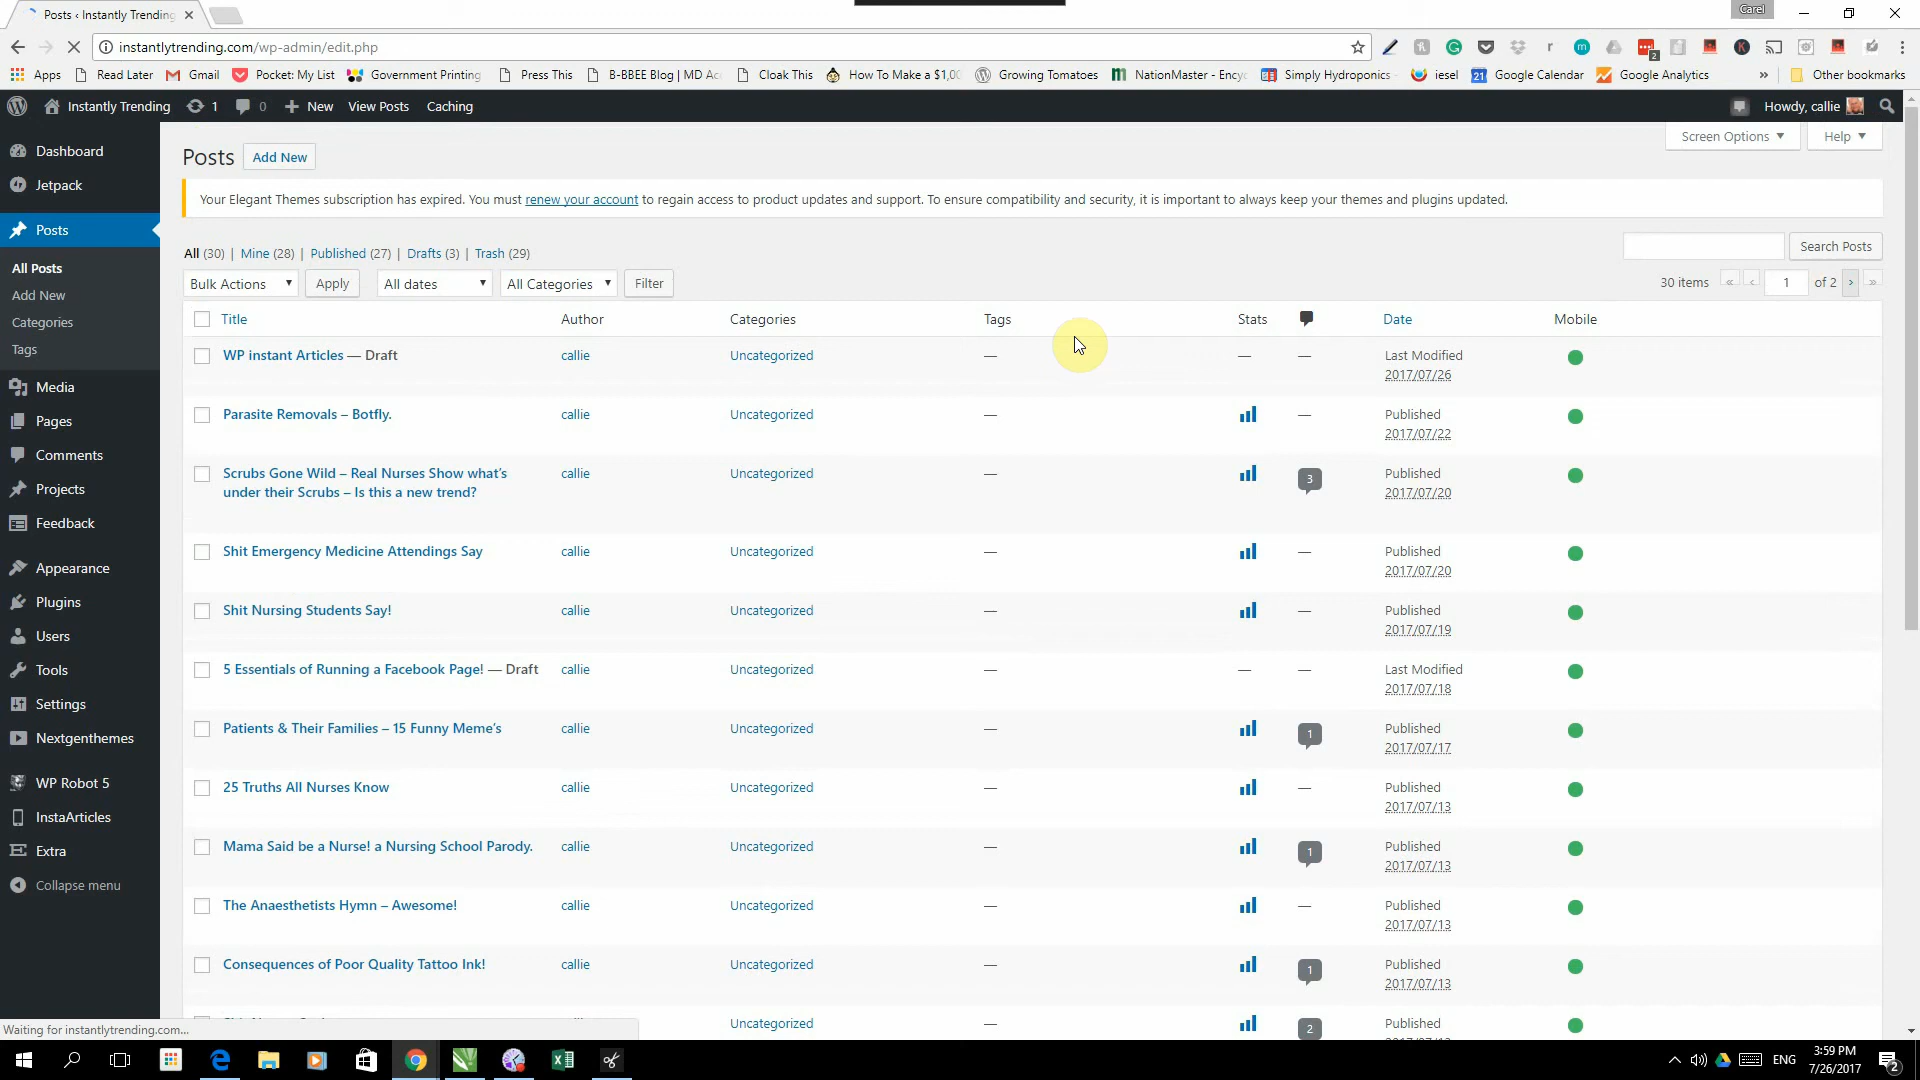 Posts ‹ Instantly Trending
Carel
instantlytrending.com/wp-admin/edit.php
Apps Read Later Gmail Pocket: My List Government Printing Press This B-BBEE Blog | MD Ac Cloak This How To Make a $1,00 Growing Tomatoes NationMaster - Ency Simply Hydroponics iesel Google Calendar Google Analytics » Other bookmarks
Instantly Trending 1 0 New View Posts Caching Howdy, callie
Screen Options Help
Dashboard
Jetpack
Posts
All Posts
Add New
Categories
Tags
Media
Pages
Comments
Projects
Feedback
Appearance
Plugins
Users
Tools
Settings
Nextgenthemes
WP Robot 5
InstaArticles
Extra
Collapse menu
Posts Add New
Your Elegant Themes subscription has expired. You must renew your account to regain access to product updates and support. To ensure compatibility and security, it is important to always keep your themes and plugins updated.
All (30) | Mine (28) | Published (27) | Drafts (3) | Trash (29)
Search Posts
Bulk Actions Apply All dates All Categories Filter 30 items « ‹ 1 of 2 › »
Title Author Categories Tags Stats Date Mobile
WP instant Articles — Draft callie Uncategorized — — — Last Modified
2017/07/26
Parasite Removals – Botfly. callie Uncategorized — — Published
2017/07/22
Scrubs Gone Wild – Real Nurses Show what's callie Uncategorized — 3 Published
under their Scrubs – Is this a new trend? 2017/07/20
Shit Emergency Medicine Attendings Say callie Uncategorized — — Published
2017/07/20
Shit Nursing Students Say! callie Uncategorized — — Published
2017/07/19
5 Essentials of Running a Facebook Page! — Draft callie Uncategorized — — — Last Modified
2017/07/18
Patients & Their Families – 15 Funny Meme's callie Uncategorized — 1 Published
2017/07/17
25 Truths All Nurses Know callie Uncategorized — — Published
2017/07/13
Mama Said be a Nurse! a Nursing School Parody. callie Uncategorized — 1 Published
2017/07/13
The Anaesthetists Hymn – Awesome! callie Uncategorized — — Published
2017/07/13
Consequences of Poor Quality Tattoo Ink! callie Uncategorized — 1 Published
2017/07/13
Uncategorized — 2 Published
Waiting for instantlytrending.com...
ENG 3:59 PM
7/26/2017 2